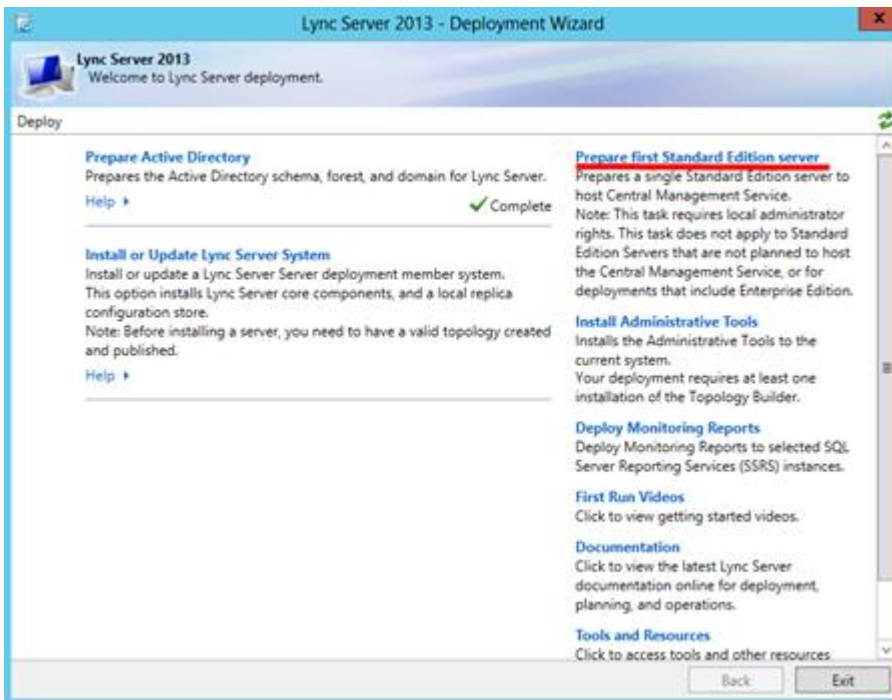 Lync Server 2013 - Deployment Wizard
x
Lync Server 2013
Welcome to Lync Server deployment.
Deploy
Prepare Active Directory
Prepares the Active Directory schema, forest, and domain for Lync Server.
Help
Complete
Install or Update Lync Server System
Install or update a Lync Server Server deployment member system.
This option installs Lync Server core components, and a local replica
configuration store.
Note: Before installing a server, you need to have a valid topology created
and published.
Help
Prepare first Standard Edition server
Prepares a single Standard Edition server to
host Central Management Service.
Note: This task requires local administrator
rights. This task does not apply to Standard
Edition Servers that are not planned to host
the Central Management Service, or for
deployments that include Enterprise Edition.
Install Administrative Tools
Installs the Administrative Tools to the
current system.
Your deployment requires at least one
installation of the Topology Builder.
Deploy Monitoring Reports
Deploy Monitoring Reports to selected SQL
Server Reporting Services (SSRS) instances.
First Run Videos
Click to view getting started videos.
Documentation
Click to view the latest Lync Server
documentation online for deployment,
planning, and operations.
Tools and Resources
Click to access tools and other resources
Back
Exit